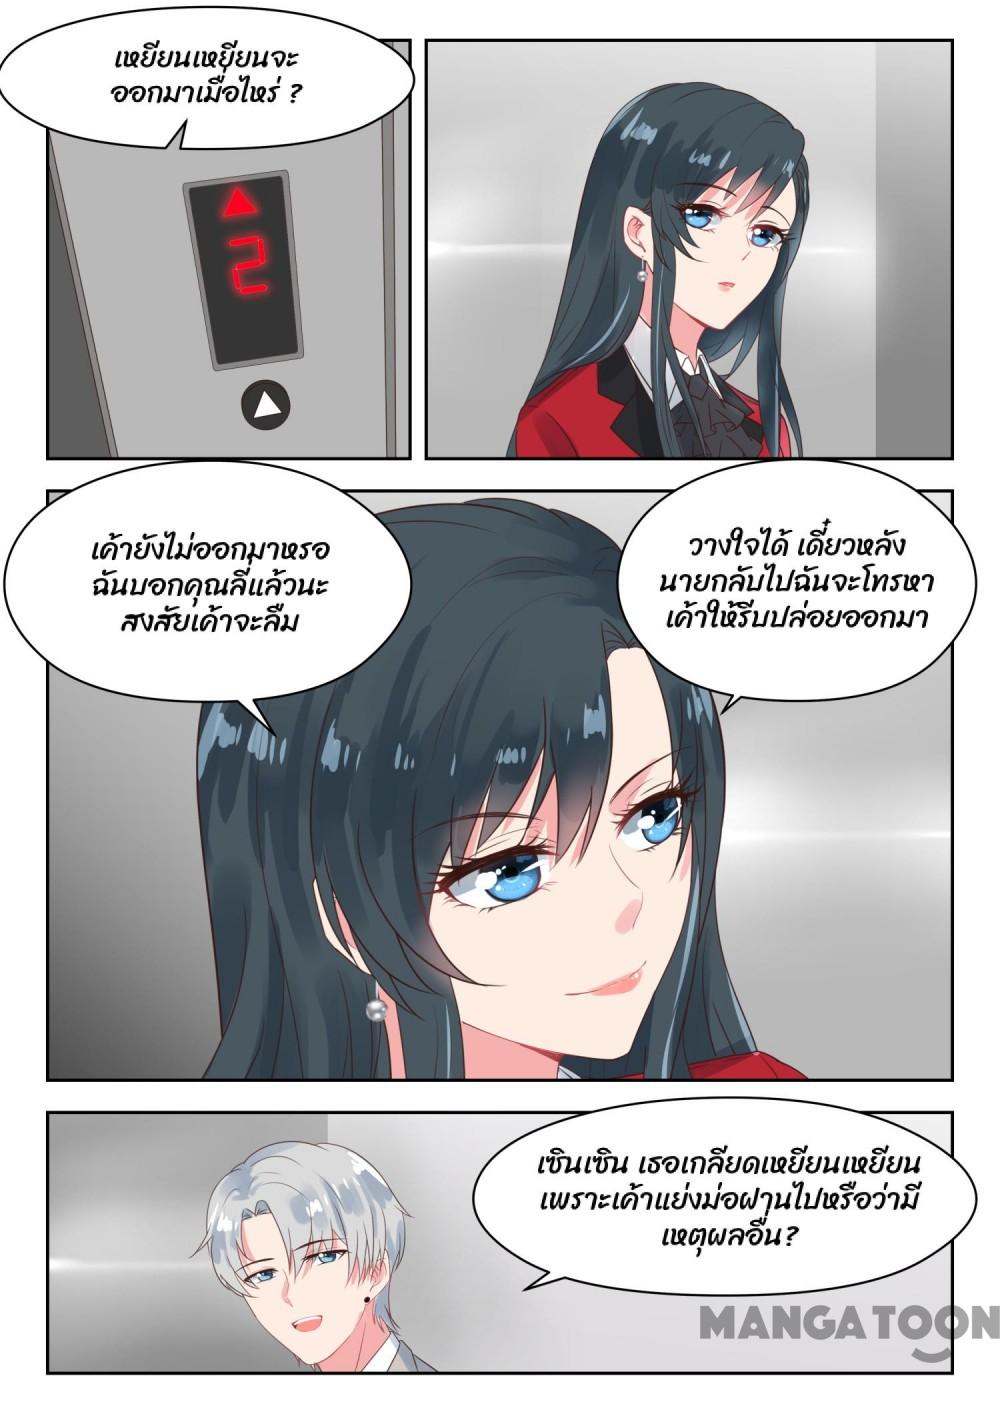 เหยียนเหยียนจะ
ออกมาเมื่อไหร่ ?
2
เค้ายังไม่ออกมาหรอ
ฉันบอกคุณลี่แล้วนะ
สงสัยเค้าจะลืม
วางใจได้ เดี๋ยวหลัง
นายกลับไปฉันจะโทรหา
เค้าให้รีบปล่อยออกมา
เซินเซิน เธอเกลียดเหยียนเหยียน
เพราะเค้าแย่งม่อฝานไปหรือว่ามี
เหตุผลอื่น?
MANGATOON